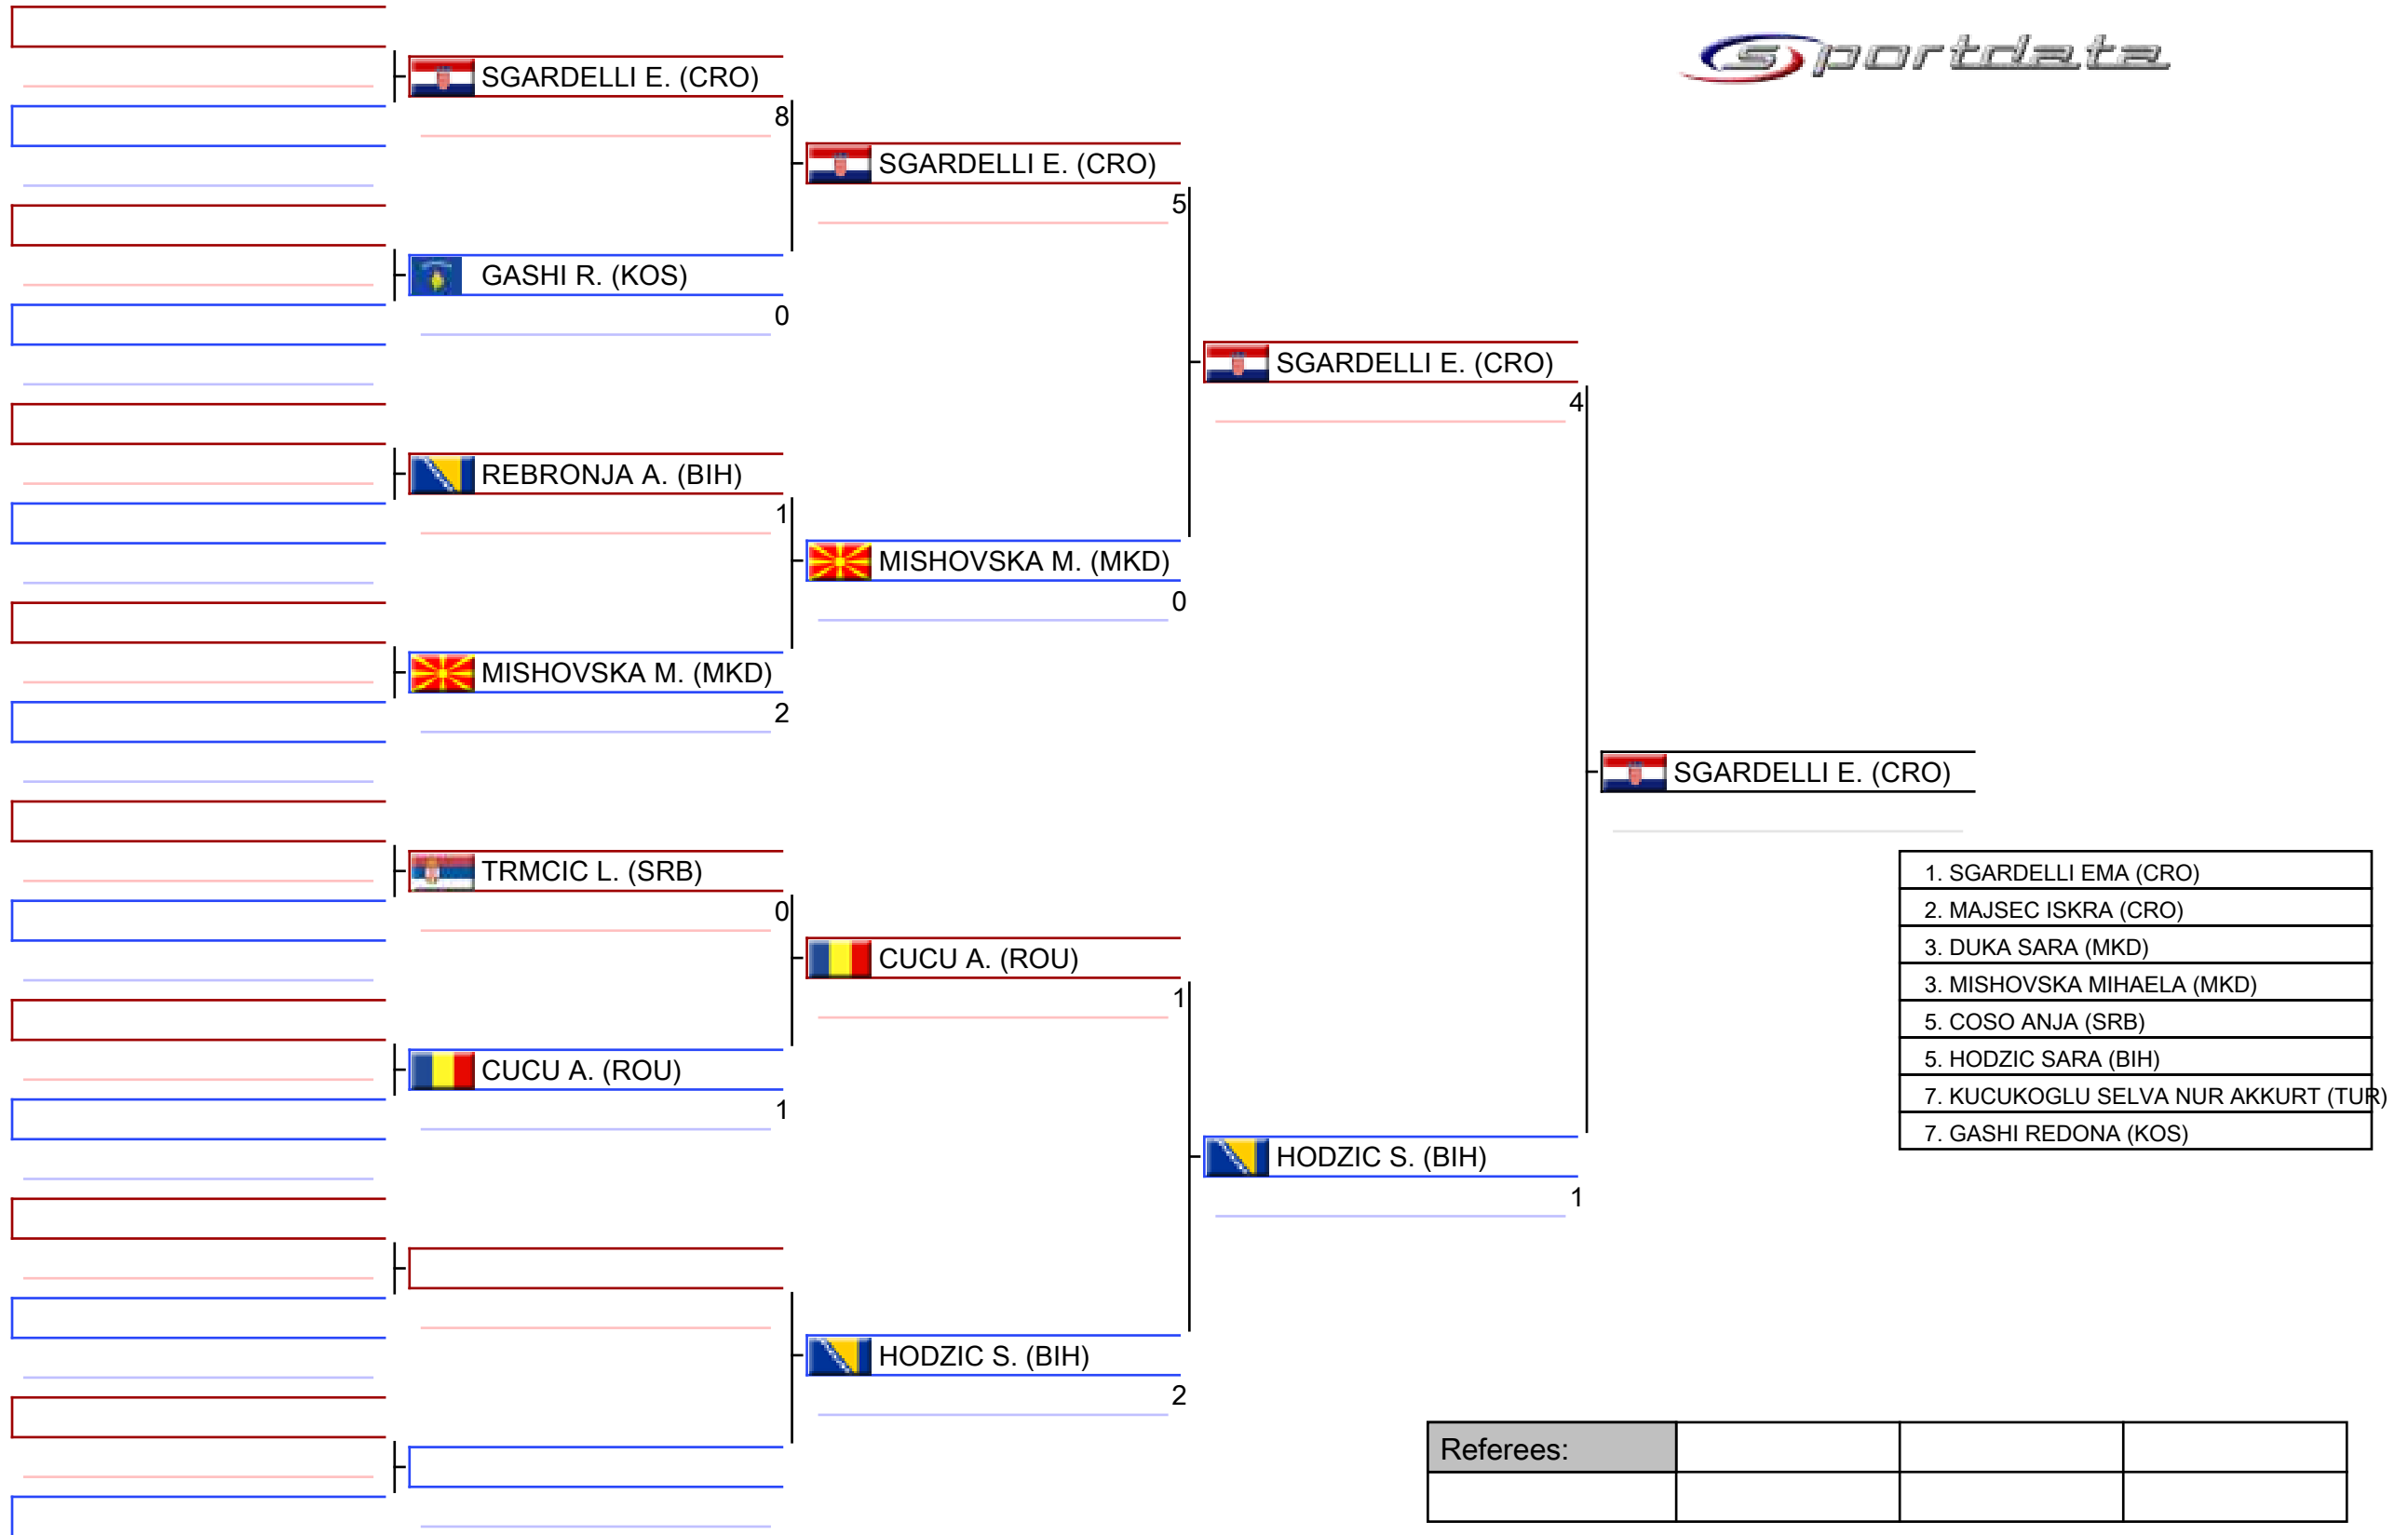 sportdata
SGARDELLI E. (CRO)
8
GASHI R. (KOS)
0
REBRONJA A. (BIH)
1
MISHOVSKA M. (MKD)
2
TRMCIC L. (SRB)
0
CUCU A. (ROU)
1
SGARDELLI E. (CRO)
5
MISHOVSKA M. (MKD)
0
CUCU A. (ROU)
1
HODZIC S. (BIH)
2
SGARDELLI E. (CRO)
4
HODZIC S. (BIH)
1
SGARDELLI E. (CRO)
1. SGARDELLI EMA (CRO)
2. MAJSEC ISKRA (CRO)
3. DUKA SARA (MKD)
3. MISHOVSKA MIHAELA (MKD)
5. COSO ANJA (SRB)
5. HODZIC SARA (BIH)
7. KUCUKOGLU SELVA NUR AKKURT (TUR)
7. GASHI REDONA (KOS)
Referees: